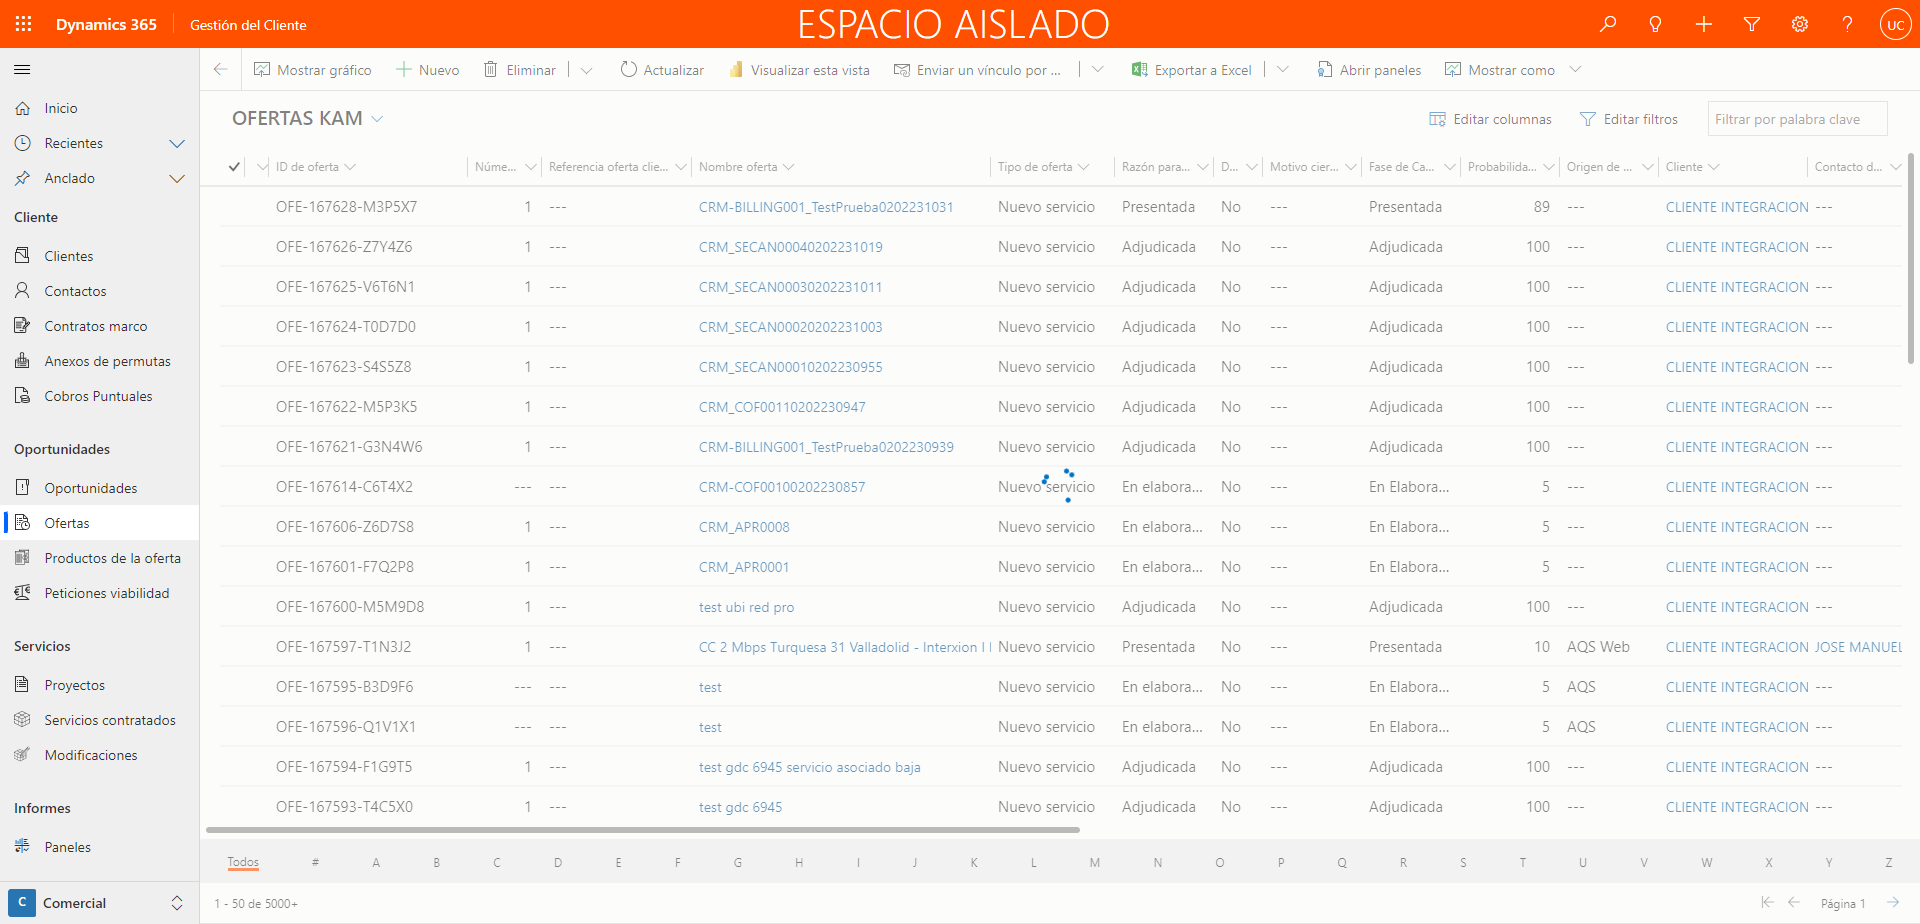 Dynamics 365
Gestión del Cliente
ESPACIO AISLADO
UC
Mostrar gráfico
Nuevo
Eliminar
Actualizar
Visualizar esta vista
Enviar un vínculo por ...
Exportar a Excel
Abrir paneles
Mostrar como
Inicio
Recientes
Anclado
Cliente
Clientes
Contactos
Contratos marco
Anexos de permutas
Cobros Puntuales
Oportunidades
Oportunidades
Ofertas
Productos de la oferta
Peticiones viabilidad
Servicios
Proyectos
Servicios contratados
Modificaciones
Informes
Paneles
C Comercial
OFERTAS KAM
Editar columnas
Editar filtros
Filtrar por palabra clave
ID de oferta Núme... Referencia oferta clie... Nombre oferta Tipo de oferta Razón para... D... Motivo cier... Fase de Ca... Probabilida... Origen de ... Cliente Contacto d...
OFE-167628-M3P5X7 1 --- CRM-BILLING001_TestPrueba0202231031 Nuevo servicio Presentada No --- Presentada 89 --- CLIENTE INTEGRACION ---
OFE-167626-Z7Y4Z6 1 --- CRM_SECAN00040202231019 Nuevo servicio Adjudicada No --- Adjudicada 100 --- CLIENTE INTEGRACION ---
OFE-167625-V6T6N1 1 --- CRM_SECAN00030202231011 Nuevo servicio Adjudicada No --- Adjudicada 100 --- CLIENTE INTEGRACION ---
OFE-167624-T0D7D0 1 --- CRM_SECAN00020202231003 Nuevo servicio Adjudicada No --- Adjudicada 100 --- CLIENTE INTEGRACION ---
OFE-167623-S4S5Z8 1 --- CRM_SECAN00010202230955 Nuevo servicio Adjudicada No --- Adjudicada 100 --- CLIENTE INTEGRACION ---
OFE-167622-M5P3K5 1 --- CRM_COF00110202230947 Nuevo servicio Adjudicada No --- Adjudicada 100 --- CLIENTE INTEGRACION ---
OFE-167621-G3N4W6 1 --- CRM-BILLING001_TestPrueba0202230939 Nuevo servicio Adjudicada No --- Adjudicada 100 --- CLIENTE INTEGRACION ---
OFE-167614-C6T4X2 --- --- CRM-COF00100202230857 Nuevo servicio En elabora... No --- En Elabora... 5 --- CLIENTE INTEGRACION ---
OFE-167606-Z6D7S8 1 --- CRM_APR0008 Nuevo servicio En elabora... No --- En Elabora... 5 --- CLIENTE INTEGRACION ---
OFE-167601-F7Q2P8 1 --- CRM_APR0001 Nuevo servicio En elabora... No --- En Elabora... 5 --- CLIENTE INTEGRACION ---
OFE-167600-M5M9D8 1 --- test ubi red pro Nuevo servicio Adjudicada No --- Adjudicada 100 --- CLIENTE INTEGRACION ---
OFE-167597-T1N3J2 1 --- CC 2 Mbps Turquesa 31 Valladolid - Interxion I Nuevo servicio Presentada No --- Presentada 10 AQS Web CLIENTE INTEGRACION JOSE MANUEL
OFE-167595-B3D9F6 --- --- test Nuevo servicio En elabora... No --- En Elabora... 5 AQS CLIENTE INTEGRACION ---
OFE-167596-Q1V1X1 --- --- test Nuevo servicio En elabora... No --- En Elabora... 5 AQS CLIENTE INTEGRACION ---
OFE-167594-F1G9T5 1 --- test gdc 6945 servicio asociado baja Nuevo servicio Adjudicada No --- Adjudicada 100 --- CLIENTE INTEGRACION ---
OFE-167593-T4C5X0 1 --- test gdc 6945 Nuevo servicio Adjudicada No --- Adjudicada 100 --- CLIENTE INTEGRACION ---
Todos # A B C D E F G H I J K L M N O P Q R S T U V W X Y Z
1 - 50 de 5000+
Página 1